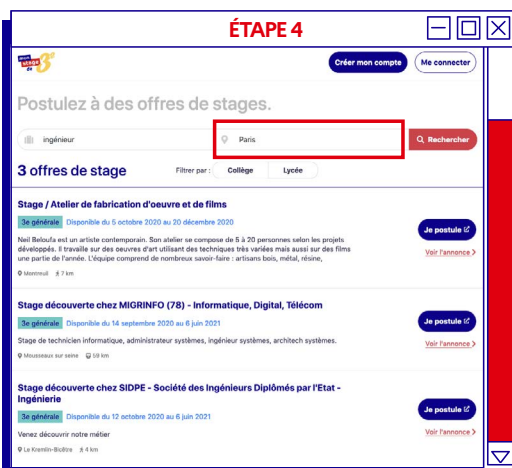 ÉTAPE 4
mon
stage
de
3e
Créer mon compte
Me connecter
Postulez à des offres de stages.
ingénieur
Paris
Rechercher
3 offres de stage
Filtrer par :
Collège
Lycée
Stage / Atelier de fabrication d'oeuvre et de films
3e générale Disponible du 5 octobre 2020 au 20 décembre 2020
Je postule
Neil Beloufa est un artiste contemporain. Son atelier se compose de 5 à 20 personnes selon les projets
développés. Il travaille sur des oeuvres d'art utilisant des techniques très variées mais aussi sur des films
une partie de l'année. L'équipe comprend de nombreux savoir-faire : artisans bois, métal, résine,
Voir l'annonce
Montreuil 7 km
Stage découverte chez MIGRINFO (78) - Informatique, Digital, Télécom
3e générale Disponible du 14 septembre 2020 au 6 juin 2021
Je postule
Stage de technicien informatique, administrateur systèmes, ingénieur systèmes, architech systèmes.
Voir l'annonce
Mousseaux sur seine 59 km
Stage découverte chez SIDPE - Société des Ingénieurs Diplômés par l'Etat -
Ingénierie
3e générale Disponible du 12 octobre 2020 au 6 juin 2021
Je postule
Venez découvrir notre métier
Voir l'annonce
Le Kremlin-Bicêtre 4 km